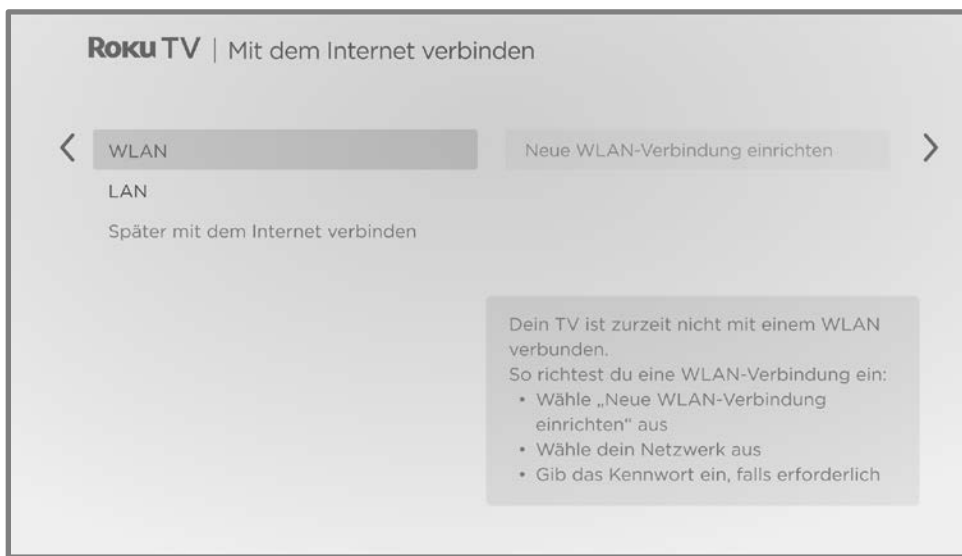 Roku TV | Mit dem Internet verbinden
WLAN
Neue WLAN-Verbindung einrichten
LAN
Später mit dem Internet verbinden
Dein TV ist zurzeit nicht mit einem WLAN
verbunden.
So richtest du eine WLAN-Verbindung ein:
• Wähle „Neue WLAN-Verbindung
einrichten“ aus
• Wähle dein Netzwerk aus
• Gib das Kennwort ein, falls erforderlich